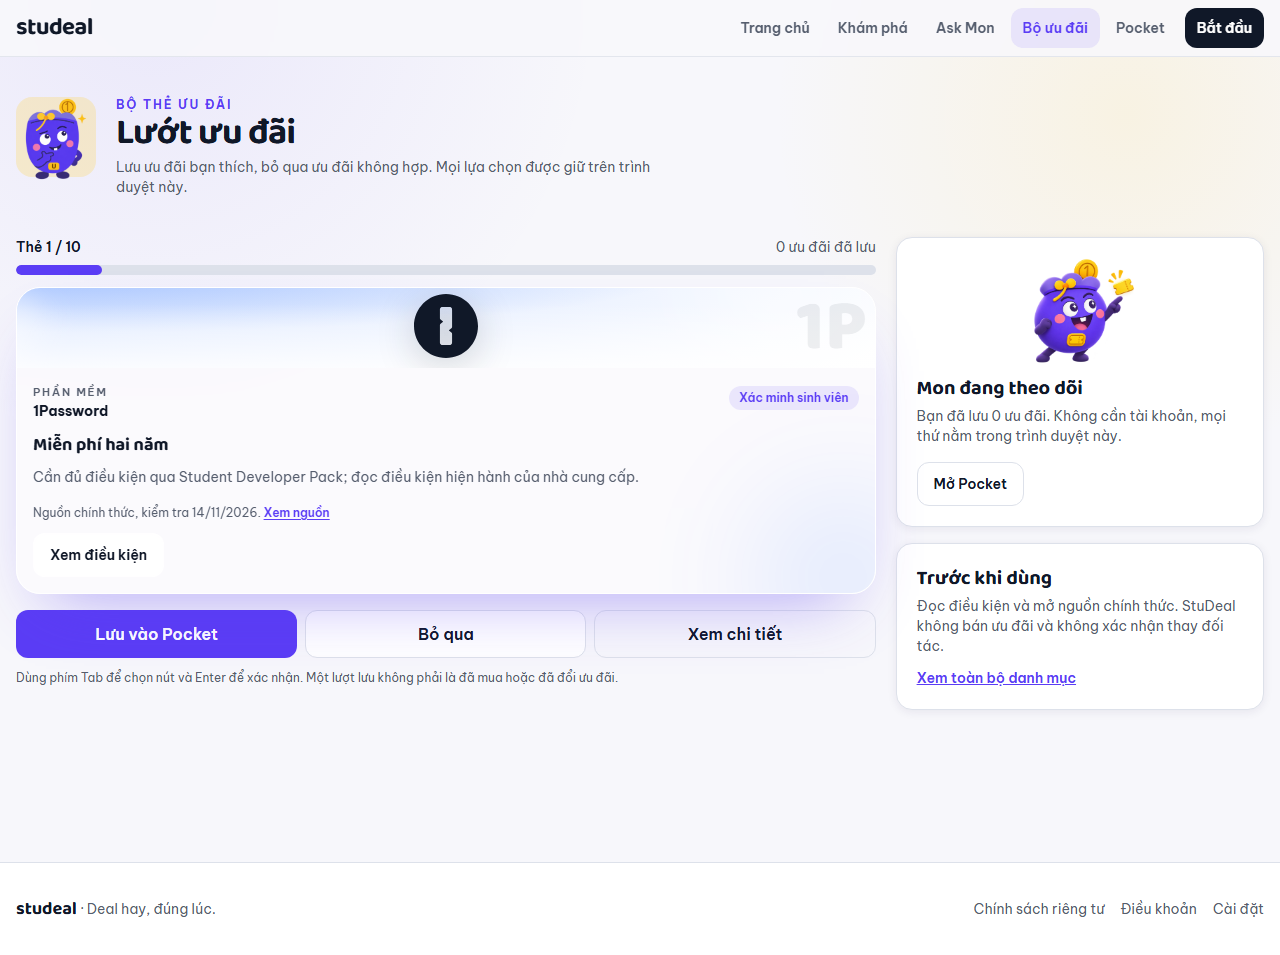 studeal
Trang chủ
Khám phá
Ask Mon
Bộ ưu đãi
Pocket
Bắt đầu
BỘ THẺ ƯU ĐÃI
Lướt ưu đãi
Lưu ưu đãi bạn thích, bỏ qua ưu đãi không hợp. Mọi lựa chọn được giữ trên trình
duyệt này.
Thẻ 1 / 10
0 ưu đãi đã lưu
1P
PHẦN MỀM
1Password
Xác minh sinh viên
Miễn phí hai năm
Cần đủ điều kiện qua Student Developer Pack; đọc điều kiện hiện hành của nhà cung cấp.
Nguồn chính thức, kiểm tra 14/11/2026. Xem nguồn
Xem điều kiện
Lưu vào Pocket
Bỏ qua
Xem chi tiết
Dùng phím Tab để chọn nút và Enter để xác nhận. Một lượt lưu không phải là đã mua hoặc đã đổi ưu đãi.
Mon đang theo dõi
Bạn đã lưu 0 ưu đãi. Không cần tài khoản, mọi
thứ nằm trong trình duyệt này.
Mở Pocket
Trước khi dùng
Đọc điều kiện và mở nguồn chính thức. StuDeal
không bán ưu đãi và không xác nhận thay đối
tác.
Xem toàn bộ danh mục
studeal · Deal hay, đúng lúc.
Chính sách riêng tư
Điều khoản
Cài đặt